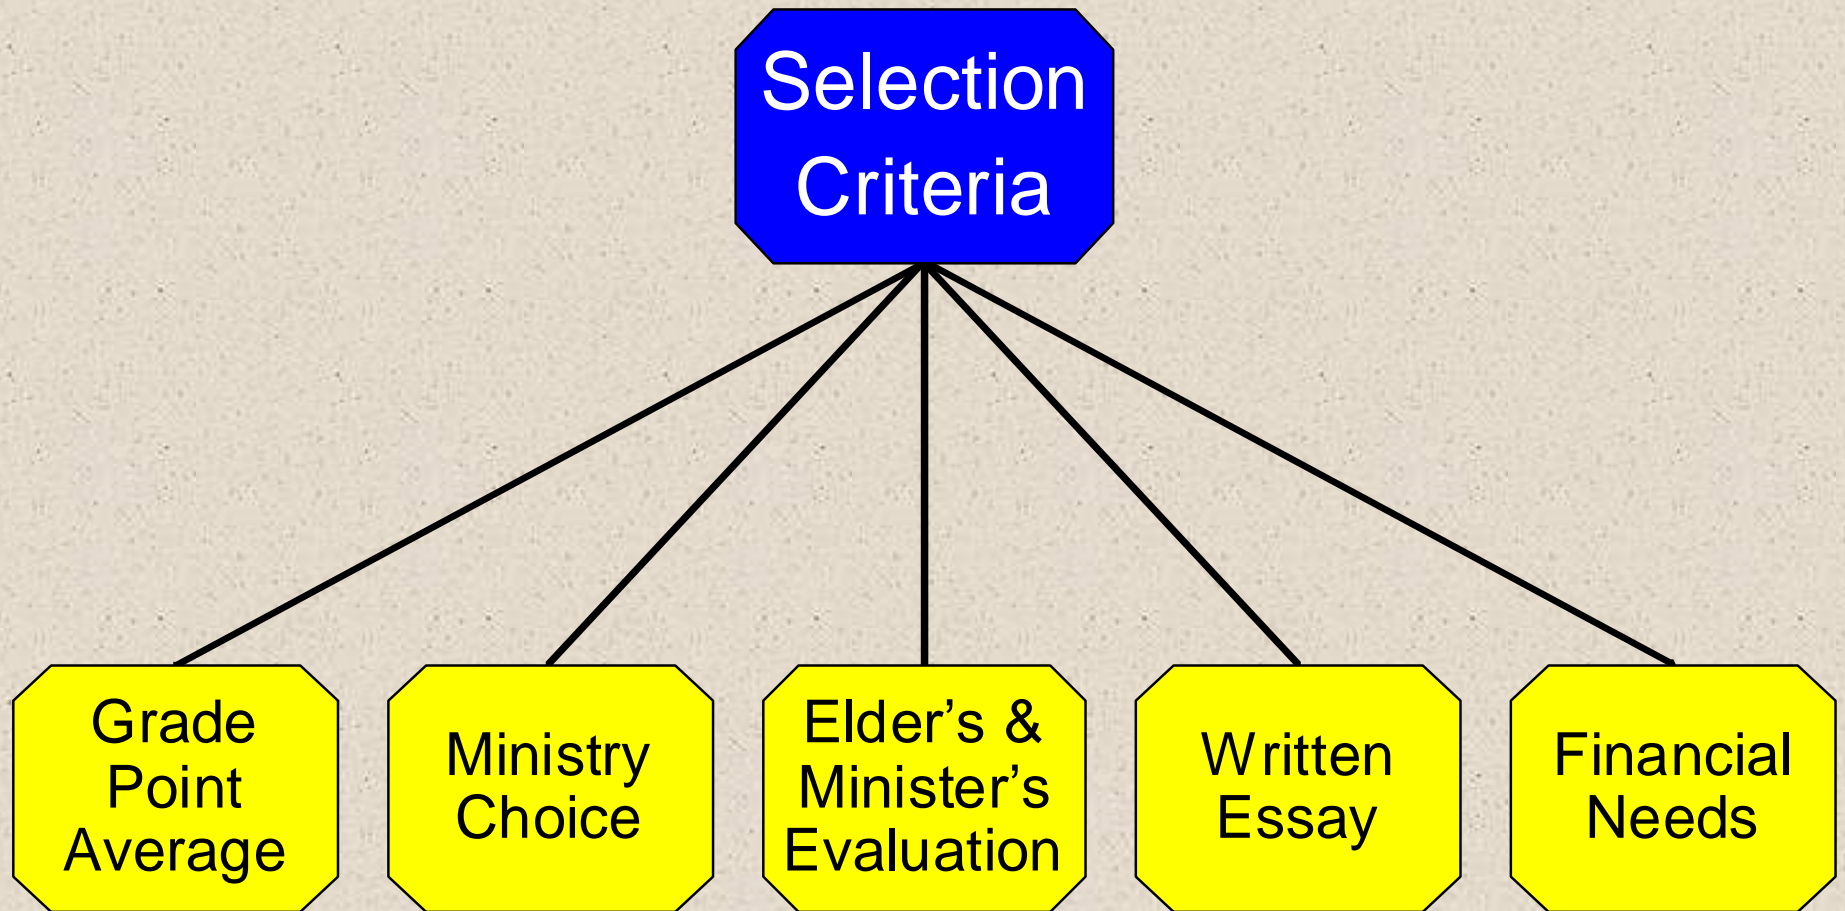 Selection
Criteria
Grade
Point
Average
Ministry
Choice
Elder’s &
Minister’s
Evaluation
Written
Essay
Financial
Needs